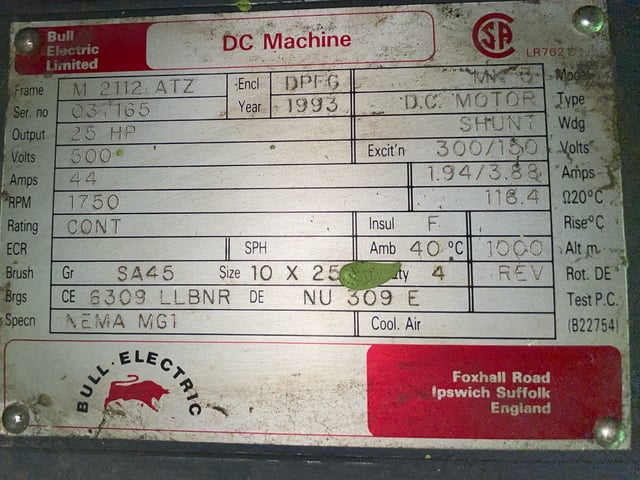 Bull Electric Limited
DC Machine
LR7621
Frame M 2112 ATZ Encl DPFG Model
Ser. no 037165 Year 1993 D.C. MOTOR Type
Output 25 HP SHUNT Wdg
Volts 500 Excit'n 300/150 Volts
Amps 44 1.94/3.88 Amps
RPM 1750 116.4 Ω20°C
Rating CONT Insul F Rise°C
ECR SPH Amb 40 °C 1000 Alt m
Brush Gr SA45 Size 10 X 25 4 REV Rot. DE
Brgs CE 6309 LLBNR DE NU 309 E Test P.C.
Specn NEMA MG1 Cool. Air (B22754)
BULL·ELECTRIC
Foxhall Road
Ipswich Suffolk
England